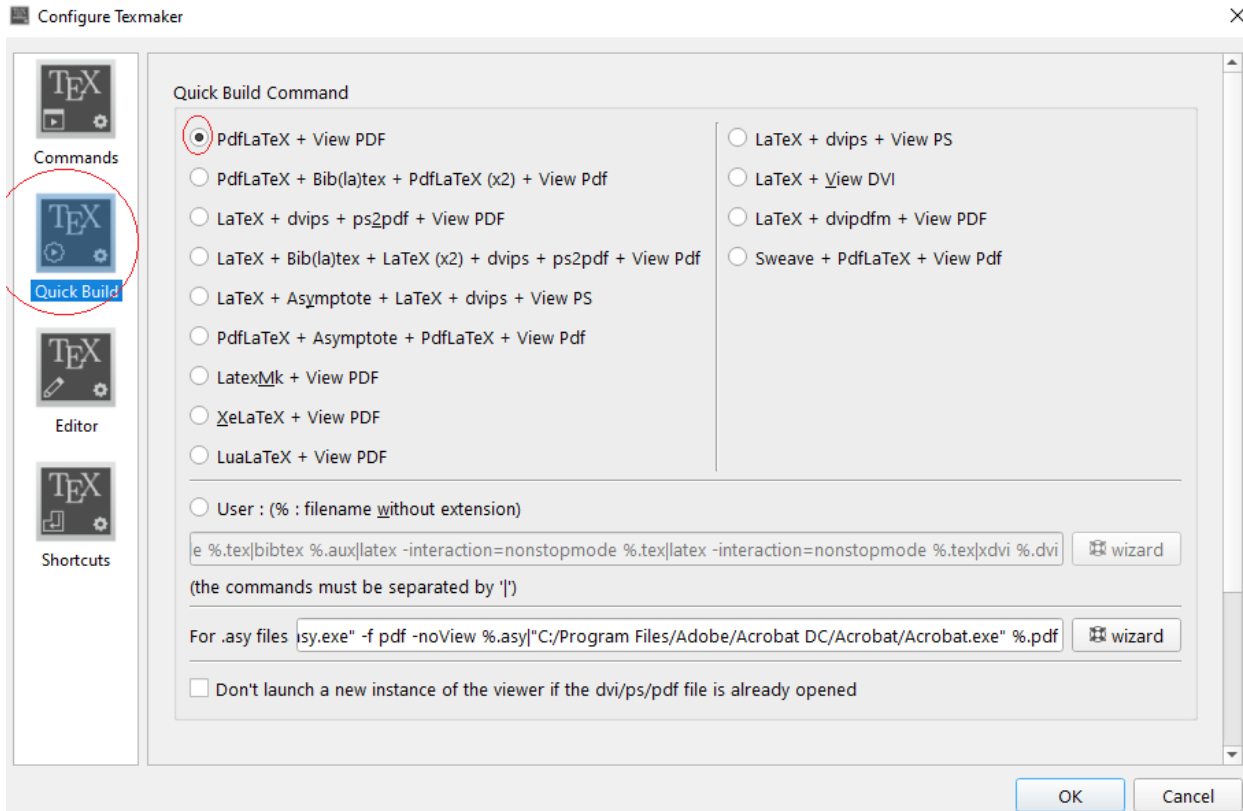 Configure Texmaker
TEX
Commands
TEX
Quick Build
TEX
Editor
TEX
Shortcuts
Quick Build Command
PdfLaTeX + View PDF
PdfLaTeX + Bib(la)tex + PdfLaTeX (x2) + View Pdf
LaTeX + dvips + ps2pdf + View PDF
LaTeX + Bib(la)tex + LaTeX (x2) + dvips + ps2pdf + View Pdf
LaTeX + Asymptote + LaTeX + dvips + View PS
PdfLaTeX + Asymptote + PdfLaTeX + View Pdf
LatexMk + View PDF
XeLaTeX + View PDF
LuaLaTeX + View PDF
LaTeX + dvips + View PS
LaTeX + View DVI
LaTeX + dvipdfm + View PDF
Sweave + PdfLaTeX + View Pdf
User : (% : filename without extension)
e %.tex|bibtex %.aux|latex -interaction=nonstopmode %.tex|latex -interaction=nonstopmode %.tex|xdvi %.dvi
wizard
(the commands must be separated by '|')
For .asy files
sy.exe" -f pdf -noView %.asy|"C:/Program Files/Adobe/Acrobat DC/Acrobat/Acrobat.exe" %.pdf
wizard
Don't launch a new instance of the viewer if the dvi/ps/pdf file is already opened
OK
Cancel